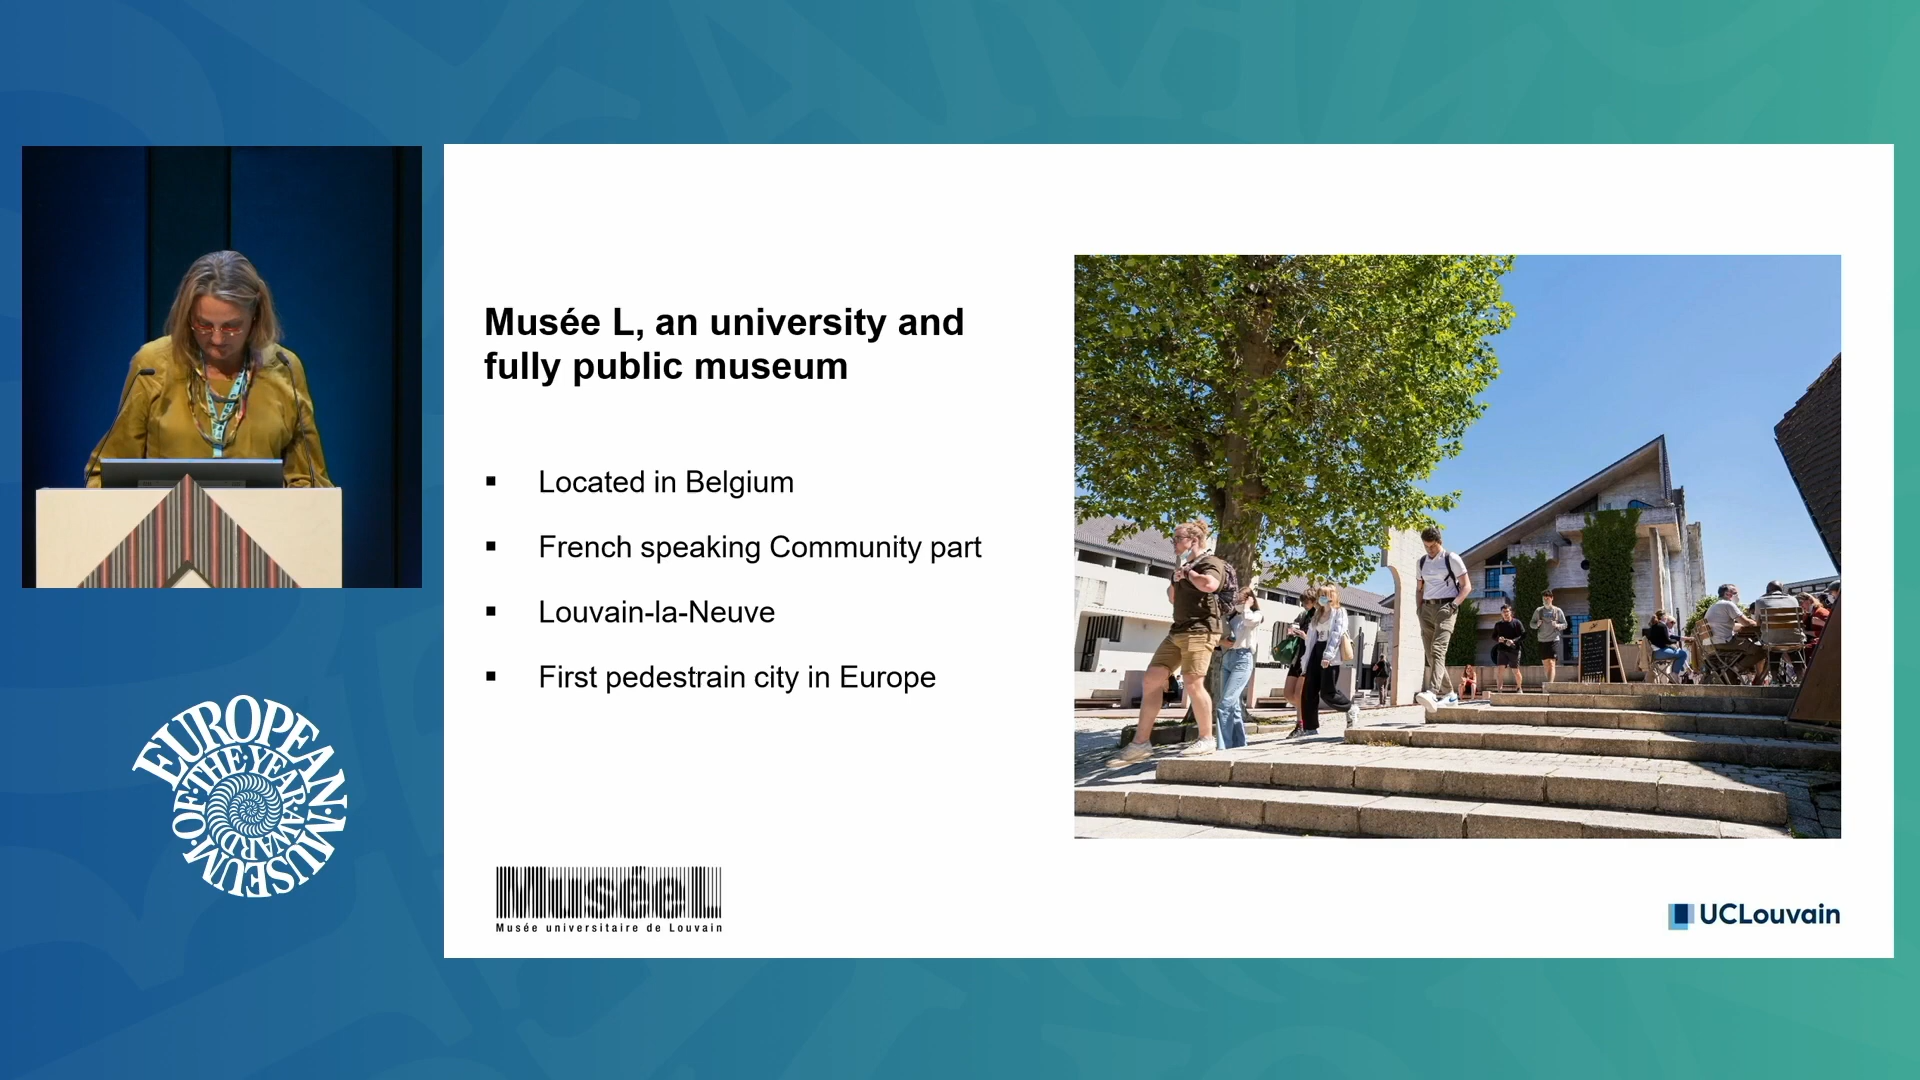 Musée L, an university and
fully public museum
▪ Located in Belgium
▪ French speaking Community part
▪ Louvain-la-Neuve
▪ First pedestrain city in Europe
EUROPEAN·MUSEUM·
OF·THE·YEAR·AWARD
MuséeL
Musée universitaire de Louvain
UCLouvain